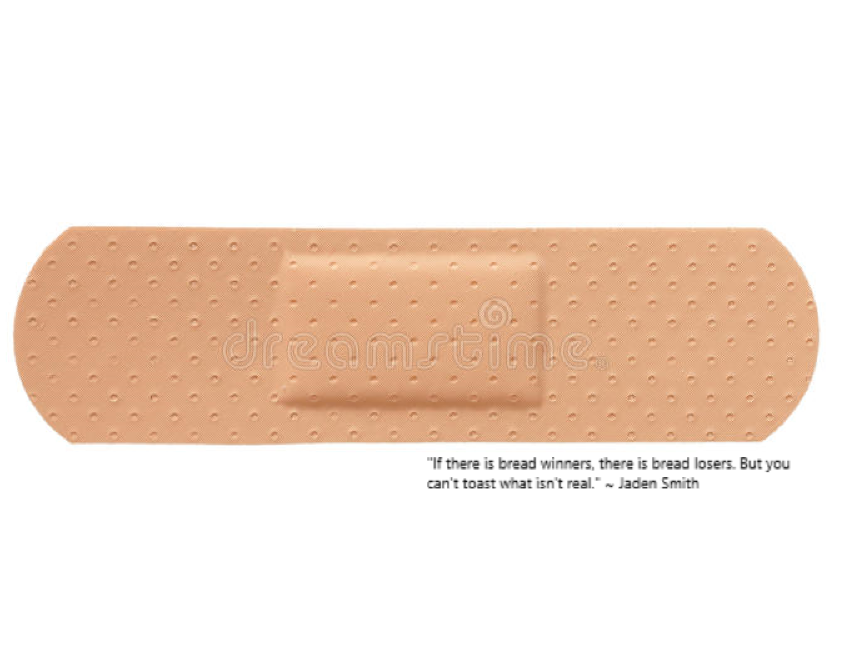 dreamstime
"If there is bread winners, there is bread losers. But you
can't toast what isn't real." ~ Jaden Smith